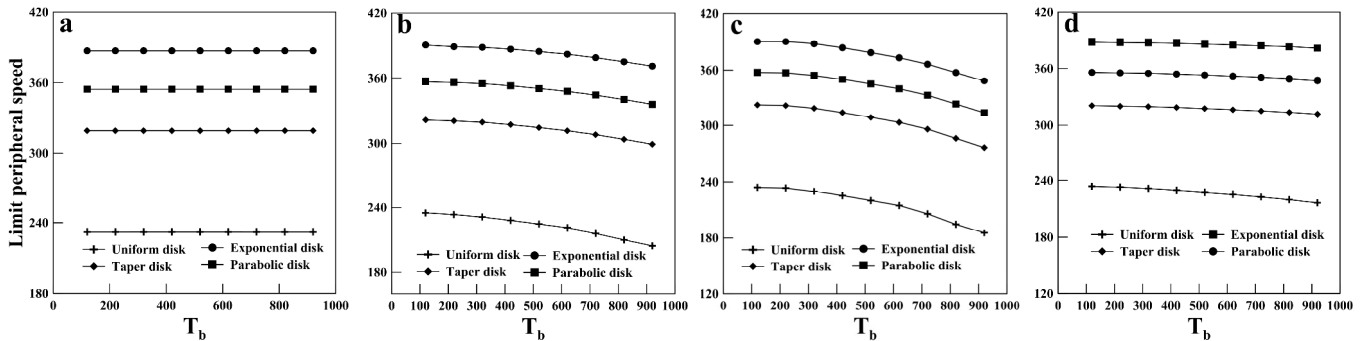 Limit peripheral speed
a
420
360
300
240
180
0 200 400 600 800 1000
T_b
Uniform disk Exponential disk
Taper disk Parabolic disk
b
420
360
300
240
180
0 100 200 300 400 500 600 700 800 900 1000
T_b
Uniform disk Exponential disk
Taper disk Parabolic disk
c
420
360
300
240
180
120
0 100 200 300 400 500 600 700 800 900 1000
T_b
Uniform disk Exponential disk
Taper disk Parabolic disk
d
420
360
300
240
180
120
0 100 200 300 400 500 600 700 800 900 1000
T_b
Uniform disk Exponential disk
Taper disk Parabolic disk